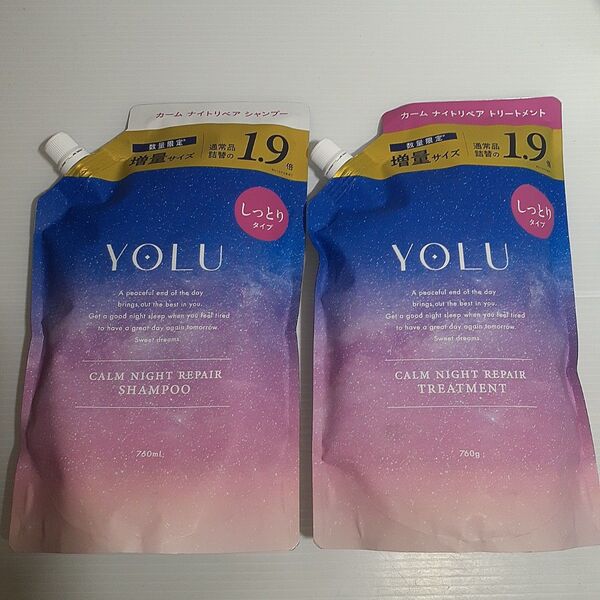 カーム ナイトリペア シャンプー
数量限定*
増量サイズ
通常品
詰替の
1.9倍
しっとり
タイプ
YOLU
A peaceful end of the day
brings out the best in you.
Get a good night sleep when you feel tired
to have a great day again tomorrow.
Sweet dreams.
CALM NIGHT REPAIR
SHAMPOO
760mL
カーム ナイトリペア トリートメント
数量限定*
増量サイズ
通常品
詰替の
1.9倍
しっとり
タイプ
YOLU
A peaceful end of the day
brings out the best in you.
Get a good night sleep when you feel tired
to have a great day again tomorrow.
Sweet dreams.
CALM NIGHT REPAIR
TREATMENT
760g